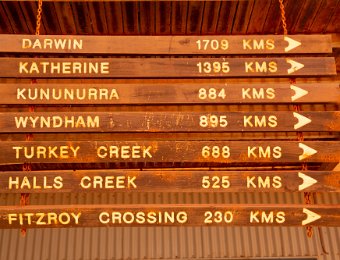 DARWIN 1709 KMS
KATHERINE 1395 KMS
KUNUNURRA 884 KMS
WYNDHAM 895 KMS
TURKEY CREEK 688 KMS
HALLS CREEK 525 KMS
FITZROY CROSSING 230 KMS